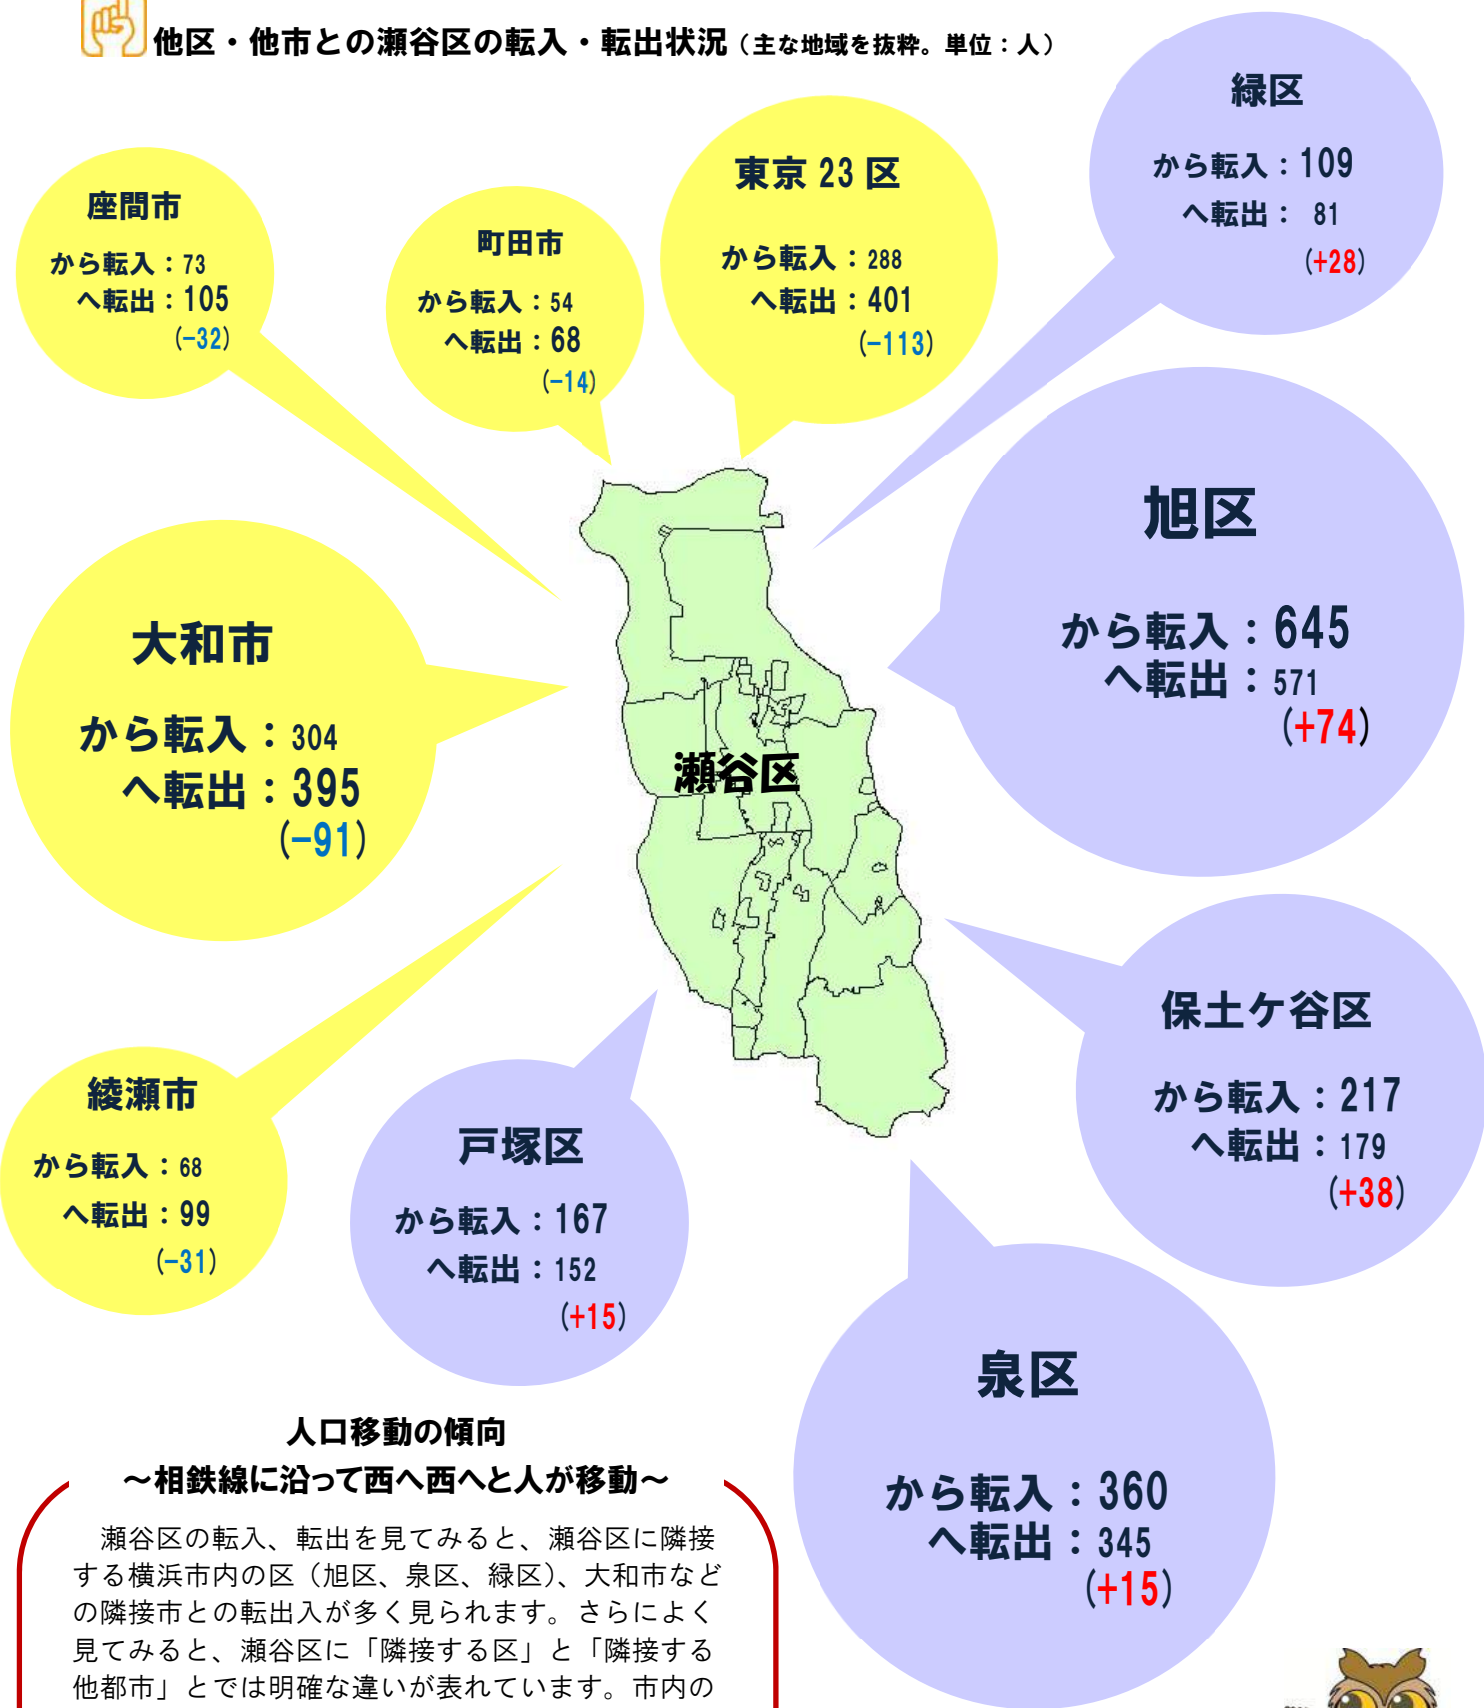 他区・他市との瀬谷区の転入・転出状況（主な地域を抜粋。単位：人）
緑区
から転入：109
へ転出： 81
（+28）
東京 23 区
から転入：288
へ転出：401
（-113）
座間市
から転入：73
へ転出：105
（-32）
町田市
から転入：54
へ転出：68
（-14）
旭区
から転入：645
へ転出：571
（+74）
大和市
から転入：304
へ転出：395
（-91）
瀬谷区
保土ケ谷区
から転入：217
へ転出：179
（+38）
綾瀬市
から転入：68
へ転出：99
（-31）
戸塚区
から転入：167
へ転出：152
（+15）
泉区
から転入：360
へ転出：345
（+15）
人口移動の傾向
～相鉄線に沿って西へ西へと人が移動～
瀬谷区の転入、転出を見てみると、瀬谷区に隣接
する横浜市内の区（旭区、泉区、緑区）、大和市など
の隣接市との転出入が多く見られます。さらによく
見てみると、瀬谷区に「隣接する区」と「隣接する
他都市」とでは明確な違いが表れています。市内の